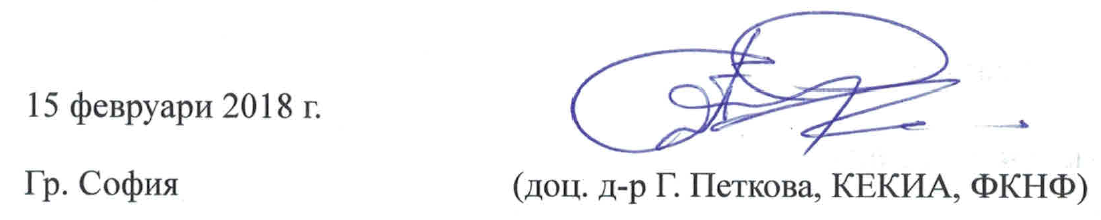 15 февруари 2018 г.
Гр. София
(доц. д-р Г. Петкова, КЕКИА, ФКНФ)